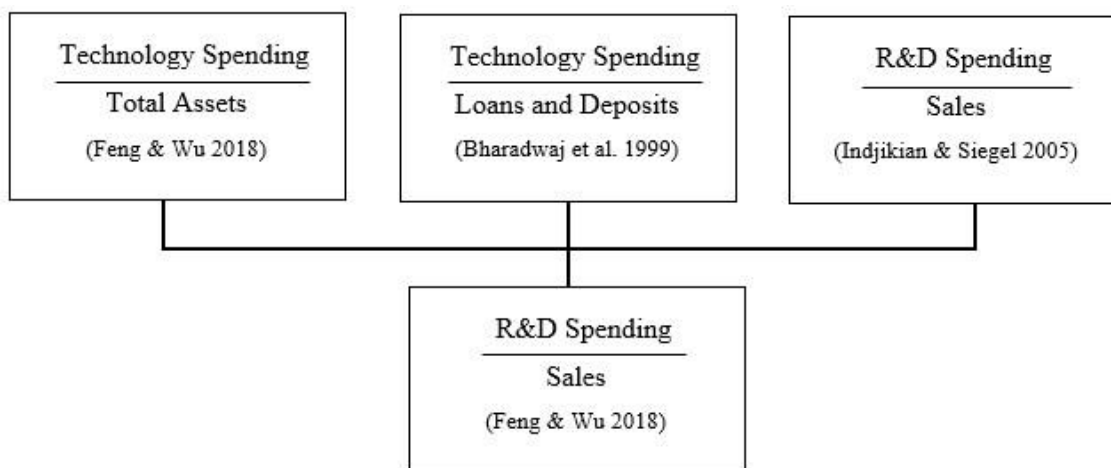 Technology Spending
Total Assets
(Feng & Wu 2018)
Technology Spending
Loans and Deposits
(Bharadwaj et al. 1999)
R&D Spending
Sales
(Indjikian & Siegel 2005)
R&D Spending
Sales
(Feng & Wu 2018)